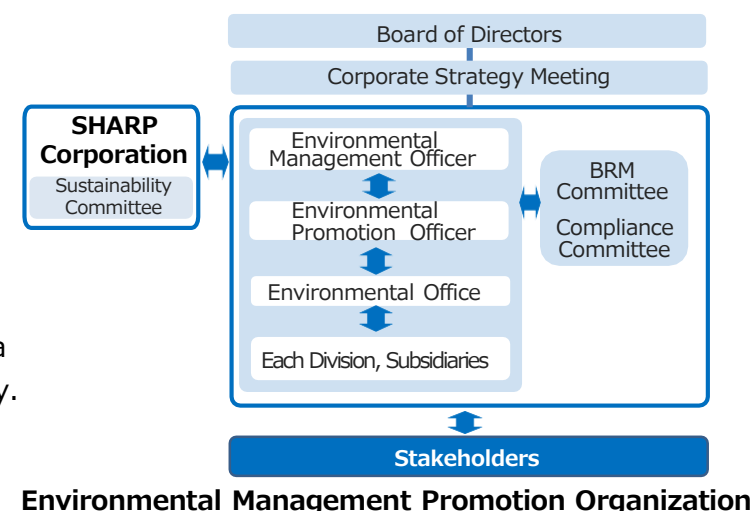 Board of Directors
Corporate Strategy Meeting
SHARP
Corporation
Sustainability
Committee
Environmental
Management Officer
Environmental
Promotion Officer
Environmental Office
Each Division, Subsidiaries
BRM
Committee
Compliance
Committee
a
y.
Stakeholders
Environmental Management Promotion Organization